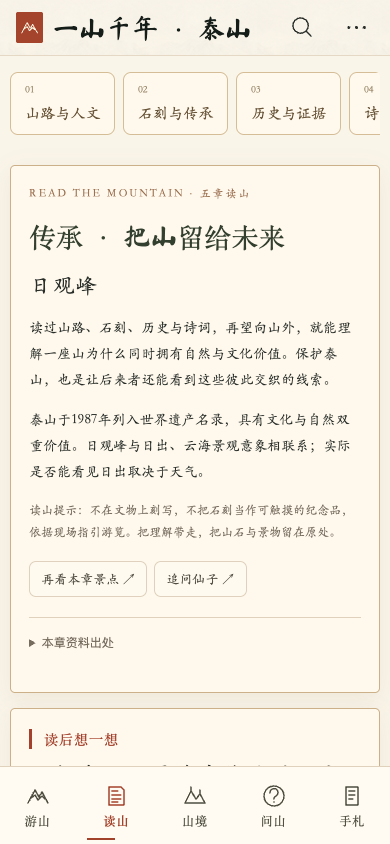 一山千年 · 泰山
01
山路与人文
02
石刻与传承
03
历史与证据
04
诗
READ THE MOUNTAIN · 五章读山
传承 · 把山留给未来
日观峰
读过山路、石刻、历史与诗词，再望向山外，就能理
解一座山为什么同时拥有自然与文化价值。保护泰
山，也是让后来者还能看到这些彼此交织的线索。
泰山于1987年列入世界遗产名录，具有文化与自然双
重价值。日观峰与日出、云海景观意象相联系；实际
是否能看见日出取决于天气。
读山提示：不在文物上刻写，不把石刻当作可触摸的纪念品，
依据现场指引游览。把理解带走，把山石与景物留在原处。
再看本章景点 ↗
追问仙子 ↗
▶ 本章资料出处
读后想一想
游山
读山
山境
问山
手札